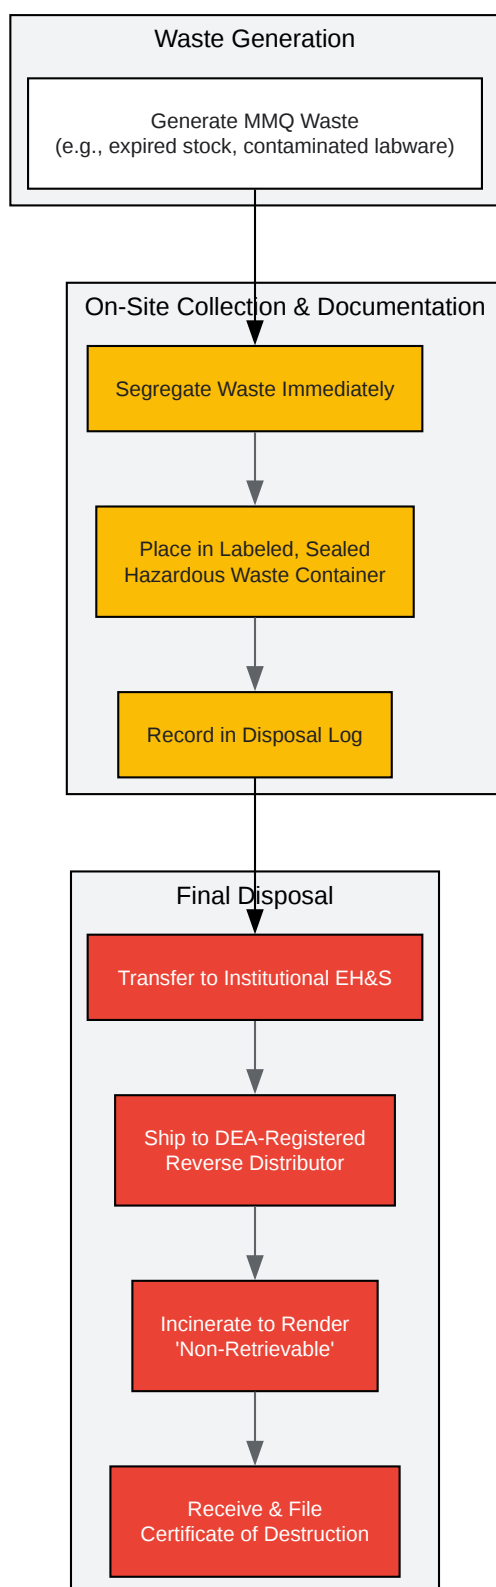 Waste Generation
Generate MMQ Waste
(e.g., expired stock, contaminated labware)
On-Site Collection & Documentation
Segregate Waste Immediately
Place in Labeled, Sealed
Hazardous Waste Container
Record in Disposal Log
Final Disposal
Transfer to Institutional EH&S
Ship to DEA-Registered
Reverse Distributor
Incinerate to Render
'Non-Retrievable'
Receive & File
Certificate of Destruction